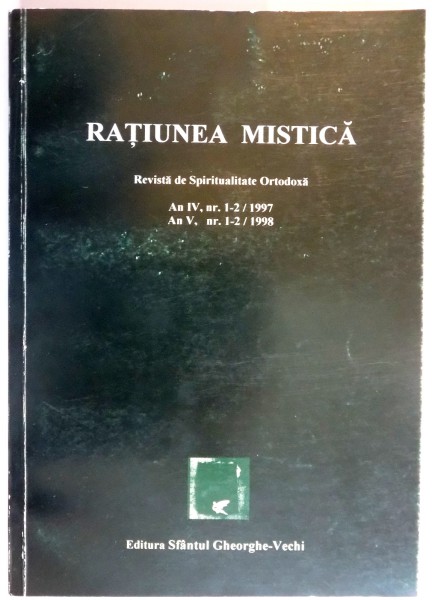 RAȚIUNEA MISTICĂ
Revistă de Spiritualitate Ortodoxă
An IV, nr. 1-2 / 1997
An V, nr. 1-2 / 1998
Editura Sfântul Gheorghe-Vechi